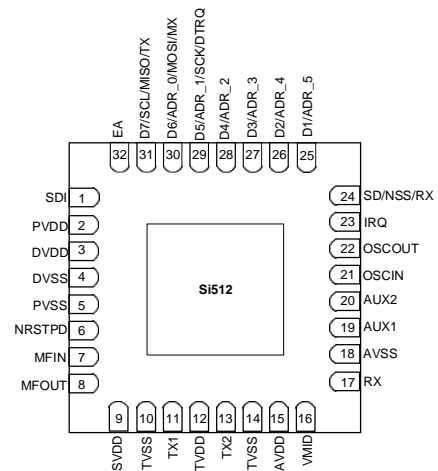 EA
D7/SCL/MISO/TX
D6/ADR_0/MOSI/MX
D5/ADR_1/SCK/DTRQ
D4/ADR_2
D3/ADR_3
D2/ADR_4
D1/ADR_5
32
31
30
29
28
27
26
25
SDI 1
PVDD 2
DVDD 3
DVSS 4
PVSS 5
NRSTPD 6
MFIN 7
MFOUT 8
Si512
24 SD/NSS/RX
23 IRQ
22 OSCOUT
21 OSCIN
20 AUX2
19 AUX1
18 AVSS
17 RX
9
10
11
12
13
14
15
16
SVDD
TVSS
TX1
TVDD
TX2
TVSS
AVDD
VMID